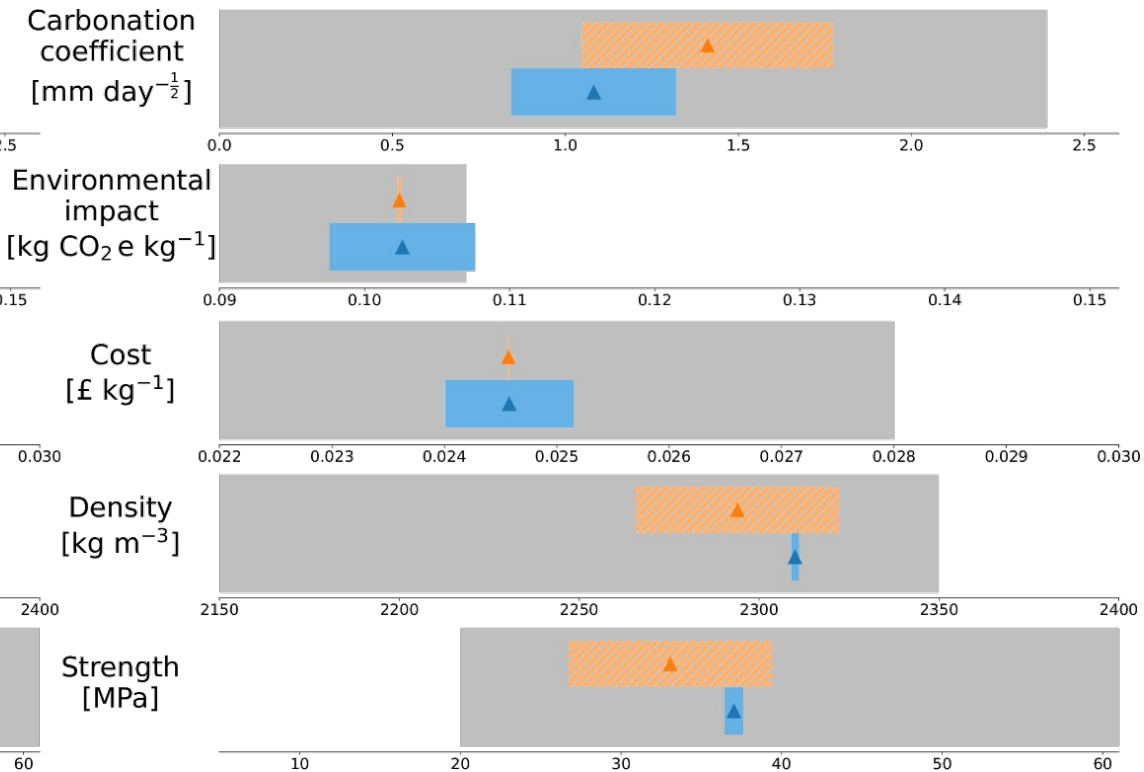 Carbonation
coefficient
[mm day^{-\frac{1}{2}}]
2.5
0.0 0.5 1.0 1.5 2.0 2.5
Environmental
impact
[kg CO₂ e kg⁻¹]
0.15
0.09 0.10 0.11 0.12 0.13 0.14 0.15
Cost
[£ kg⁻¹]
0.030
0.022 0.023 0.024 0.025 0.026 0.027 0.028 0.029 0.030
Density
[kg m⁻³]
2400
2150 2200 2250 2300 2350 2400
Strength
[MPa]
60
10 20 30 40 50 60